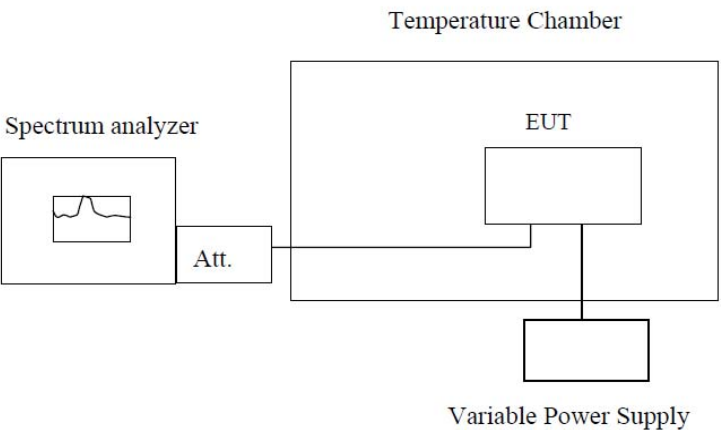 Temperature Chamber
Spectrum analyzer
EUT
Att.
Variable Power Supply